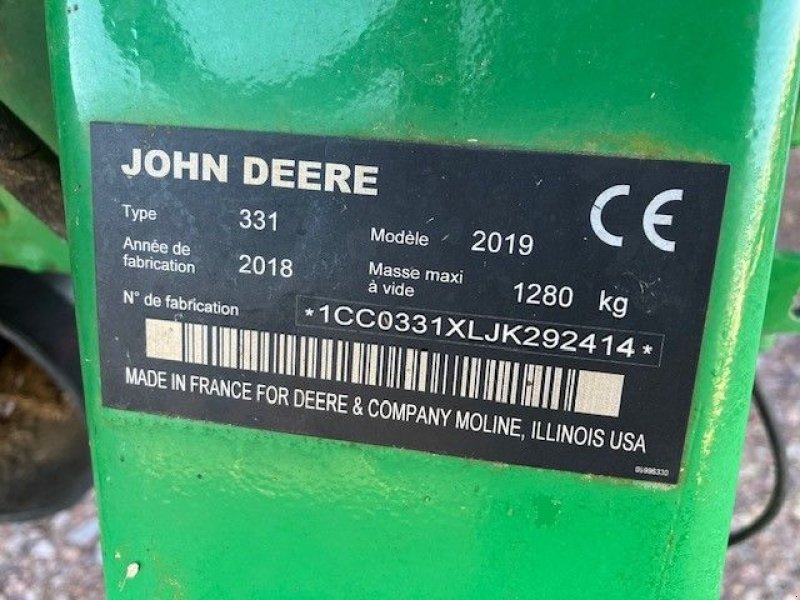 JOHN DEERE
CE
Type 331 Modèle 2019
Année de
fabrication 2018
Masse maxi
à vide 1280 kg
N° de fabrication *1CC0331XLJK292414*
MADE IN FRANCE FOR DEERE & COMPANY MOLINE, ILLINOIS USA